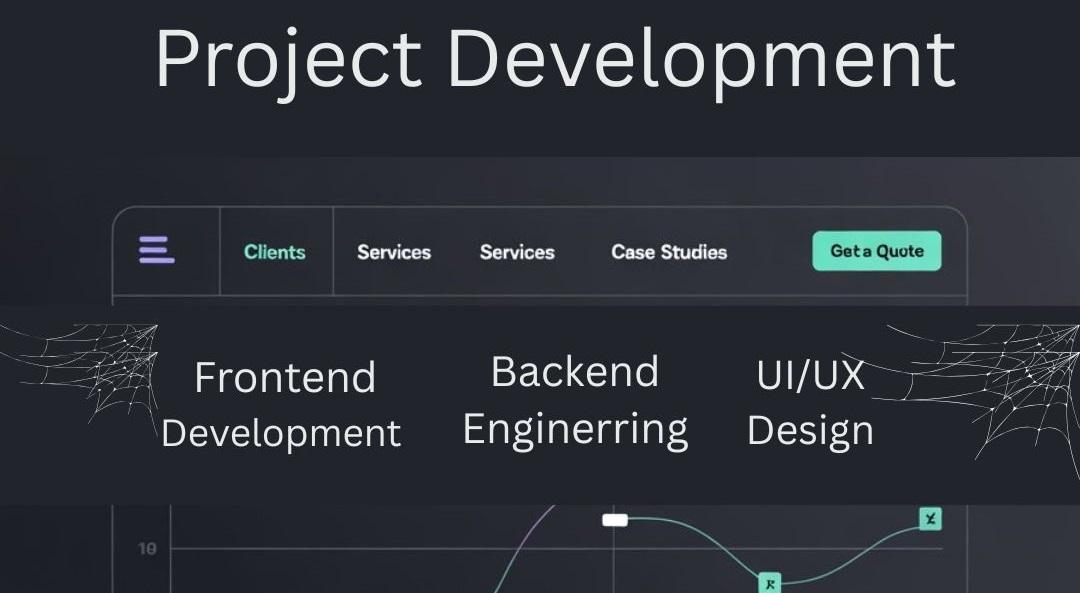 Project Development
Clients Services Services Case Studies Get a Quote
Frontend Backend UI/UX
Development Enginerring Design
10